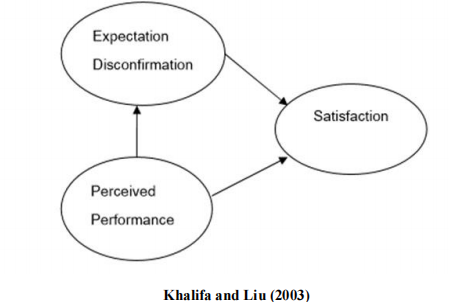 Expectation
Disconfirmation
Satisfaction
Perceived
Performance
Khalifa and Liu (2003)